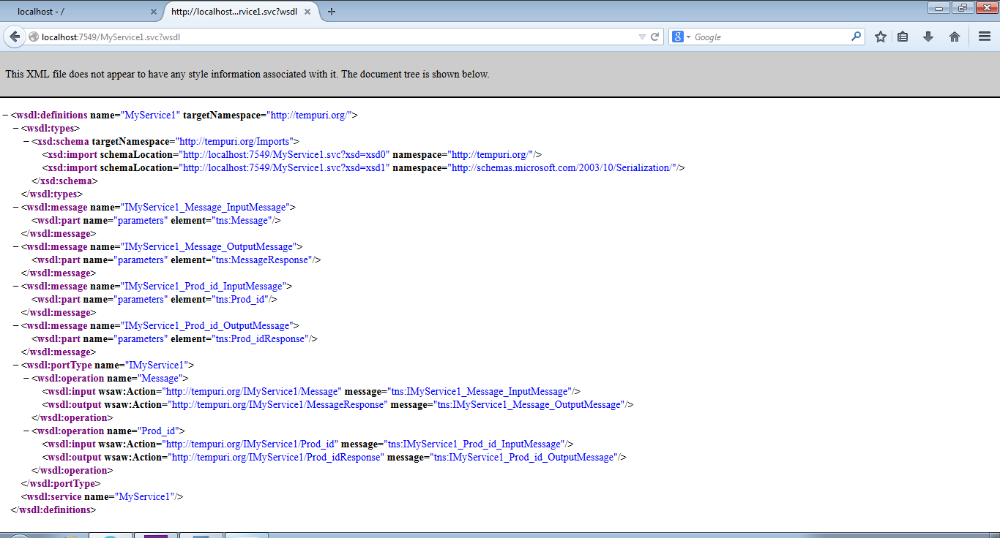 localhost - /
http://localhost...rvice1.svc?wsdl
localhost:7549/MyService1.svc?wsdl
Google
This XML file does not appear to have any style information associated with it. The document tree is shown below.
−<wsdl:definitions name="MyService1" targetNamespace="http://tempuri.org/">
−<wsdl:types>
−<xsd:schema targetNamespace="http://tempuri.org/Imports">
<xsd:import schemaLocation="http://localhost:7549/MyService1.svc?xsd=xsd0" namespace="http://tempuri.org/"/>
<xsd:import schemaLocation="http://localhost:7549/MyService1.svc?xsd=xsd1" namespace="http://schemas.microsoft.com/2003/10/Serialization/"/>
</xsd:schema>
</wsdl:types>
−<wsdl:message name="IMyService1_Message_InputMessage">
<wsdl:part name="parameters" element="tns:Message"/>
</wsdl:message>
−<wsdl:message name="IMyService1_Message_OutputMessage">
<wsdl:part name="parameters" element="tns:MessageResponse"/>
</wsdl:message>
−<wsdl:message name="IMyService1_Prod_id_InputMessage">
<wsdl:part name="parameters" element="tns:Prod_id"/>
</wsdl:message>
−<wsdl:message name="IMyService1_Prod_id_OutputMessage">
<wsdl:part name="parameters" element="tns:Prod_idResponse"/>
</wsdl:message>
−<wsdl:portType name="IMyService1">
−<wsdl:operation name="Message">
<wsdl:input wsaw:Action="http://tempuri.org/IMyService1/Message" message="tns:IMyService1_Message_InputMessage"/>
<wsdl:output wsaw:Action="http://tempuri.org/IMyService1/MessageResponse" message="tns:IMyService1_Message_OutputMessage"/>
</wsdl:operation>
−<wsdl:operation name="Prod_id">
<wsdl:input wsaw:Action="http://tempuri.org/IMyService1/Prod_id" message="tns:IMyService1_Prod_id_InputMessage"/>
<wsdl:output wsaw:Action="http://tempuri.org/IMyService1/Prod_idResponse" message="tns:IMyService1_Prod_id_OutputMessage"/>
</wsdl:operation>
</wsdl:portType>
<wsdl:service name="MyService1"/>
</wsdl:definitions>